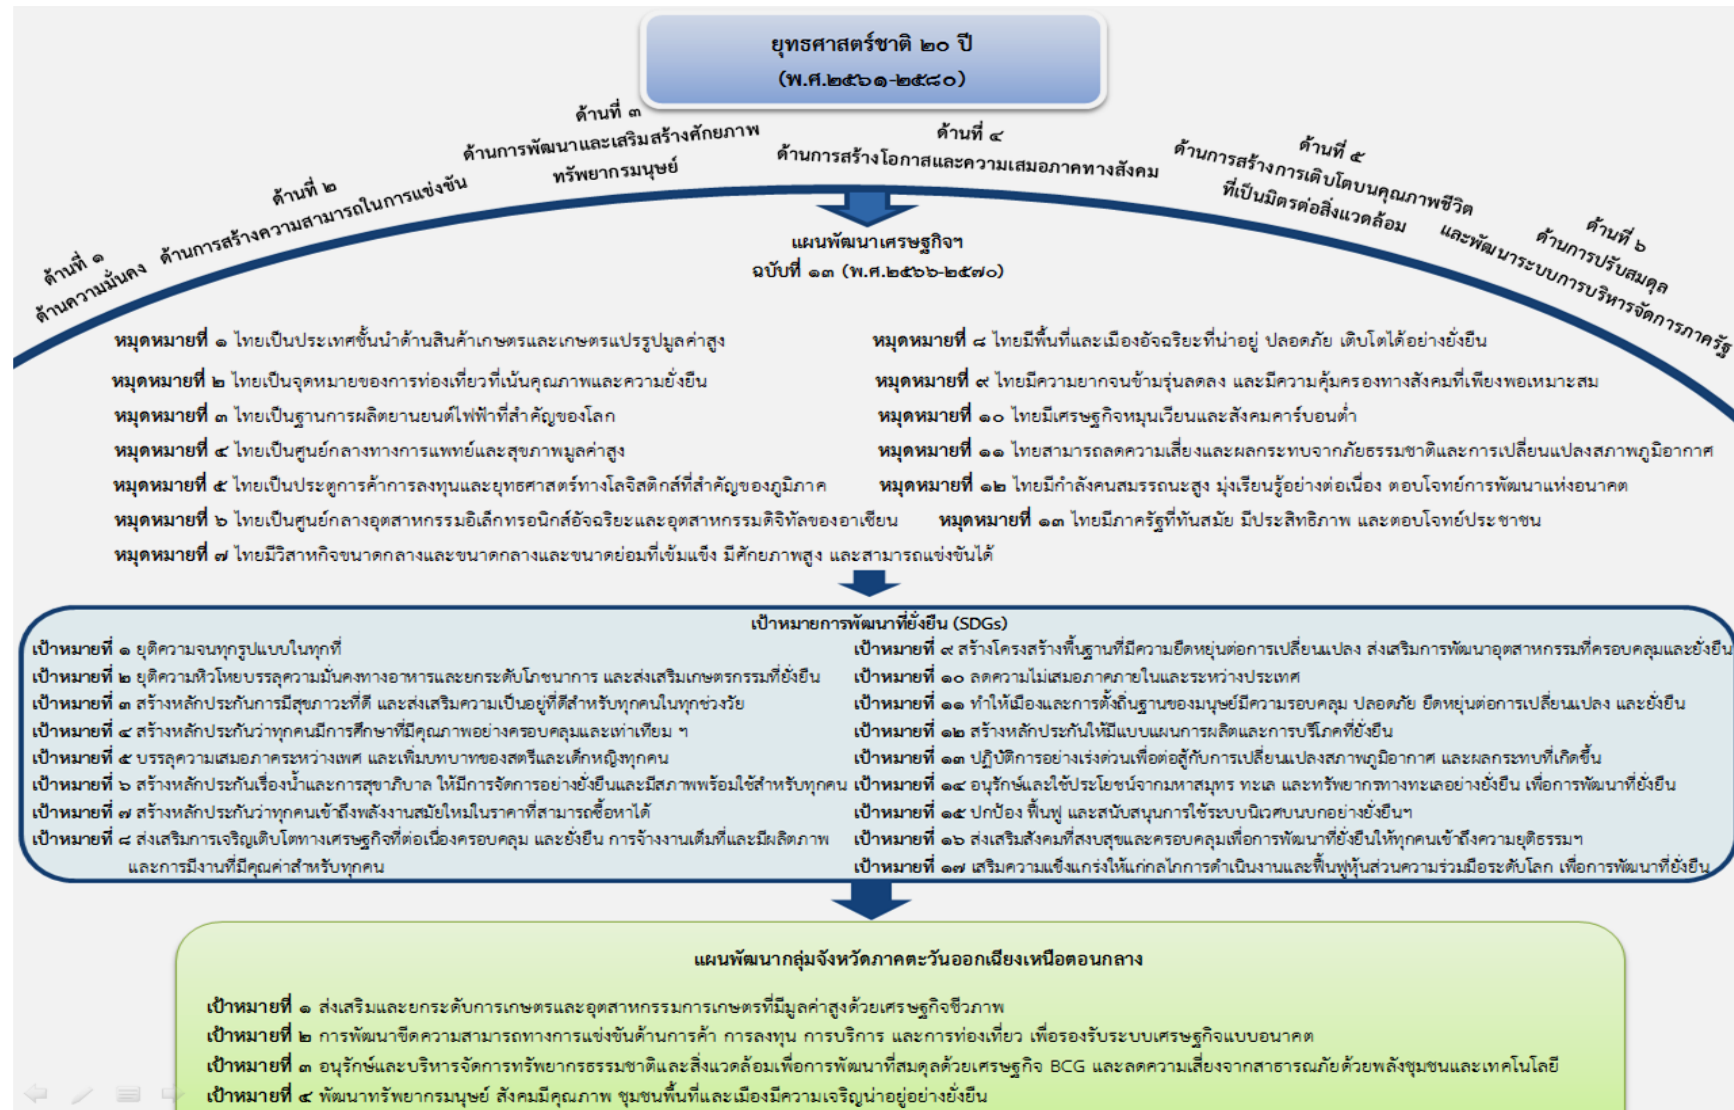 ยุทธศาสตร์ชาติ ๒๐ ปี
(พ.ศ.๒๕๖๑-๒๕๘๐)
ด้านที่ ๑
ด้านความมั่นคง
ด้านที่ ๒
ด้านการสร้างความสามารถในการแข่งขัน
ด้านที่ ๓
ด้านการพัฒนาและเสริมสร้างศักยภาพ
ทรัพยากรมนุษย์
ด้านที่ ๔
ด้านการสร้างโอกาสและความเสมอภาคทางสังคม
ด้านที่ ๕
ด้านการสร้างการเติบโตบนคุณภาพชีวิต
ที่เป็นมิตรต่อสิ่งแวดล้อม
ด้านที่ ๖
ด้านการปรับสมดุล
และพัฒนาระบบการบริหารจัดการภาครัฐ
แผนพัฒนาเศรษฐกิจฯ
ฉบับที่ ๑๓ (พ.ศ.๒๕๖๖-๒๕๗๐)
หมุดหมายที่ ๑ ไทยเป็นประเทศชั้นนำด้านสินค้าเกษตรและเกษตรแปรรูปมูลค่าสูง
หมุดหมายที่ ๒ ไทยเป็นจุดหมายของการท่องเที่ยวที่เน้นคุณภาพและความยั่งยืน
หมุดหมายที่ ๓ ไทยเป็นฐานการผลิตยานยนต์ไฟฟ้าที่สำคัญของโลก
หมุดหมายที่ ๔ ไทยเป็นศูนย์กลางทางการแพทย์และสุขภาพมูลค่าสูง
หมุดหมายที่ ๕ ไทยเป็นประตูการค้าการลงทุนและยุทธศาสตร์ทางโลจิสติกส์ที่สำคัญของภูมิภาค
หมุดหมายที่ ๖ ไทยเป็นศูนย์กลางอุตสาหกรรมอิเล็กทรอนิกส์อัจฉริยะและอุตสาหกรรมดิจิทัลของอาเซียน
หมุดหมายที่ ๗ ไทยมีวิสาหกิจขนาดกลางและขนาดกลางและขนาดย่อมที่เข้มแข็ง มีศักยภาพสูง และสามารถแข่งขันได้
หมุดหมายที่ ๘ ไทยมีพื้นที่และเมืองอัจฉริยะที่น่าอยู่ ปลอดภัย เติบโตได้อย่างยั่งยืน
หมุดหมายที่ ๙ ไทยมีความยากจนข้ามรุ่นลดลง และมีความคุ้มครองทางสังคมที่เพียงพอเหมาะสม
หมุดหมายที่ ๑๐ ไทยมีเศรษฐกิจหมุนเวียนและสังคมคาร์บอนต่ำ
หมุดหมายที่ ๑๑ ไทยสามารถลดความเสี่ยงและผลกระทบจากภัยธรรมชาติและการเปลี่ยนแปลงสภาพภูมิอากาศ
หมุดหมายที่ ๑๒ ไทยมีกำลังคนสมรรถนะสูง มุ่งเรียนรู้อย่างต่อเนื่อง ตอบโจทย์การพัฒนาแห่งอนาคต
หมุดหมายที่ ๑๓ ไทยมีภาครัฐที่ทันสมัย มีประสิทธิภาพ และตอบโจทย์ประชาชน
เป้าหมายการพัฒนาที่ยั่งยืน (SDGs)
เป้าหมายที่ ๑ ยุติความจนทุกรูปแบบในทุกที่
เป้าหมายที่ ๒ ยุติความหิวโหยบรรลุความมั่นคงทางอาหารและยกระดับโภชนาการ และส่งเสริมเกษตรกรรมที่ยั่งยืน
เป้าหมายที่ ๓ สร้างหลักประกันการมีสุขภาวะที่ดี และส่งเสริมความเป็นอยู่ที่ดีสำหรับทุกคนในทุกช่วงวัย
เป้าหมายที่ ๔ สร้างหลักประกันว่าทุกคนมีการศึกษาที่มีคุณภาพอย่างครอบคลุมและเท่าเทียม ฯ
เป้าหมายที่ ๕ บรรลุความเสมอภาคระหว่างเพศ และเพิ่มบทบาทของสตรีและเด็กหญิงทุกคน
เป้าหมายที่ ๖ สร้างหลักประกันเรื่องน้ำและการสุขาภิบาล ให้มีการจัดการอย่างยั่งยืนและมีสภาพพร้อมใช้สำหรับทุกคน
เป้าหมายที่ ๗ สร้างหลักประกันว่าทุกคนเข้าถึงพลังงานสมัยใหม่ในราคาที่สามารถซื้อหาได้
เป้าหมายที่ ๘ ส่งเสริมการเจริญเติบโตทางเศรษฐกิจที่ต่อเนื่องครอบคลุม และยั่งยืน การจ้างงานเต็มที่และมีผลิตภาพ
และการมีงานที่มีคุณค่าสำหรับทุกคน
เป้าหมายที่ ๙ สร้างโครงสร้างพื้นฐานที่มีความยืดหยุ่นต่อการเปลี่ยนแปลง ส่งเสริมการพัฒนาอุตสาหกรรมที่ครอบคลุมและยั่งยืน
เป้าหมายที่ ๑๐ ลดความไม่เสมอภาคภายในและระหว่างประเทศ
เป้าหมายที่ ๑๑ ทำให้เมืองและการตั้งถิ่นฐานของมนุษย์มีความรอบคลุม ปลอดภัย ยืดหยุ่นต่อการเปลี่ยนแปลง และยั่งยืน
เป้าหมายที่ ๑๒ สร้างหลักประกันให้มีแบบแผนการผลิตและการบริโภคที่ยั่งยืน
เป้าหมายที่ ๑๓ ปฏิบัติการอย่างเร่งด่วนเพื่อต่อสู้กับการเปลี่ยนแปลงสภาพภูมิอากาศ และผลกระทบที่เกิดขึ้น
เป้าหมายที่ ๑๔ อนุรักษ์และใช้ประโยชน์จากมหาสมุทร ทะเล และทรัพยากรทางทะเลอย่างยั่งยืน เพื่อการพัฒนาที่ยั่งยืน
เป้าหมายที่ ๑๕ ปกป้อง ฟื้นฟู และสนับสนุนการใช้ระบบนิเวศบนบกอย่างยั่งยืนฯ
เป้าหมายที่ ๑๖ ส่งเสริมสังคมที่สงบสุขและครอบคลุมเพื่อการพัฒนาที่ยั่งยืนให้ทุกคนเข้าถึงความยุติธรรมฯ
เป้าหมายที่ ๑๗ เสริมความแข็งแกร่งให้แก่กลไกการดำเนินงานและฟื้นฟูหุ้นส่วนความร่วมมือระดับโลก เพื่อการพัฒนาที่ยั่งยืน
แผนพัฒนากลุ่มจังหวัดภาคตะวันออกเฉียงเหนือตอนกลาง
เป้าหมายที่ ๑ ส่งเสริมและยกระดับการเกษตรและอุตสาหกรรมการเกษตรที่มีมูลค่าสูงด้วยเศรษฐกิจชีวภาพ
เป้าหมายที่ ๒ การพัฒนาขีดความสามารถทางการแข่งขันด้านการค้า การลงทุน การบริการ และการท่องเที่ยว เพื่อรองรับระบบเศรษฐกิจแบบอนาคต
เป้าหมายที่ ๓ อนุรักษ์และบริหารจัดการทรัพยากรธรรมชาติและสิ่งแวดล้อมเพื่อการพัฒนาที่สมดุลด้วยเศรษฐกิจ BCG และลดความเสี่ยงจากสาธารณภัยด้วยพลังชุมชนและเทคโนโลยี
เป้าหมายที่ ๔ พัฒนาทรัพยากรมนุษย์ สังคมมีคุณภาพ ชุมชนพื้นที่และเมืองมีความเจริญน่าอยู่อย่างยั่งยืน